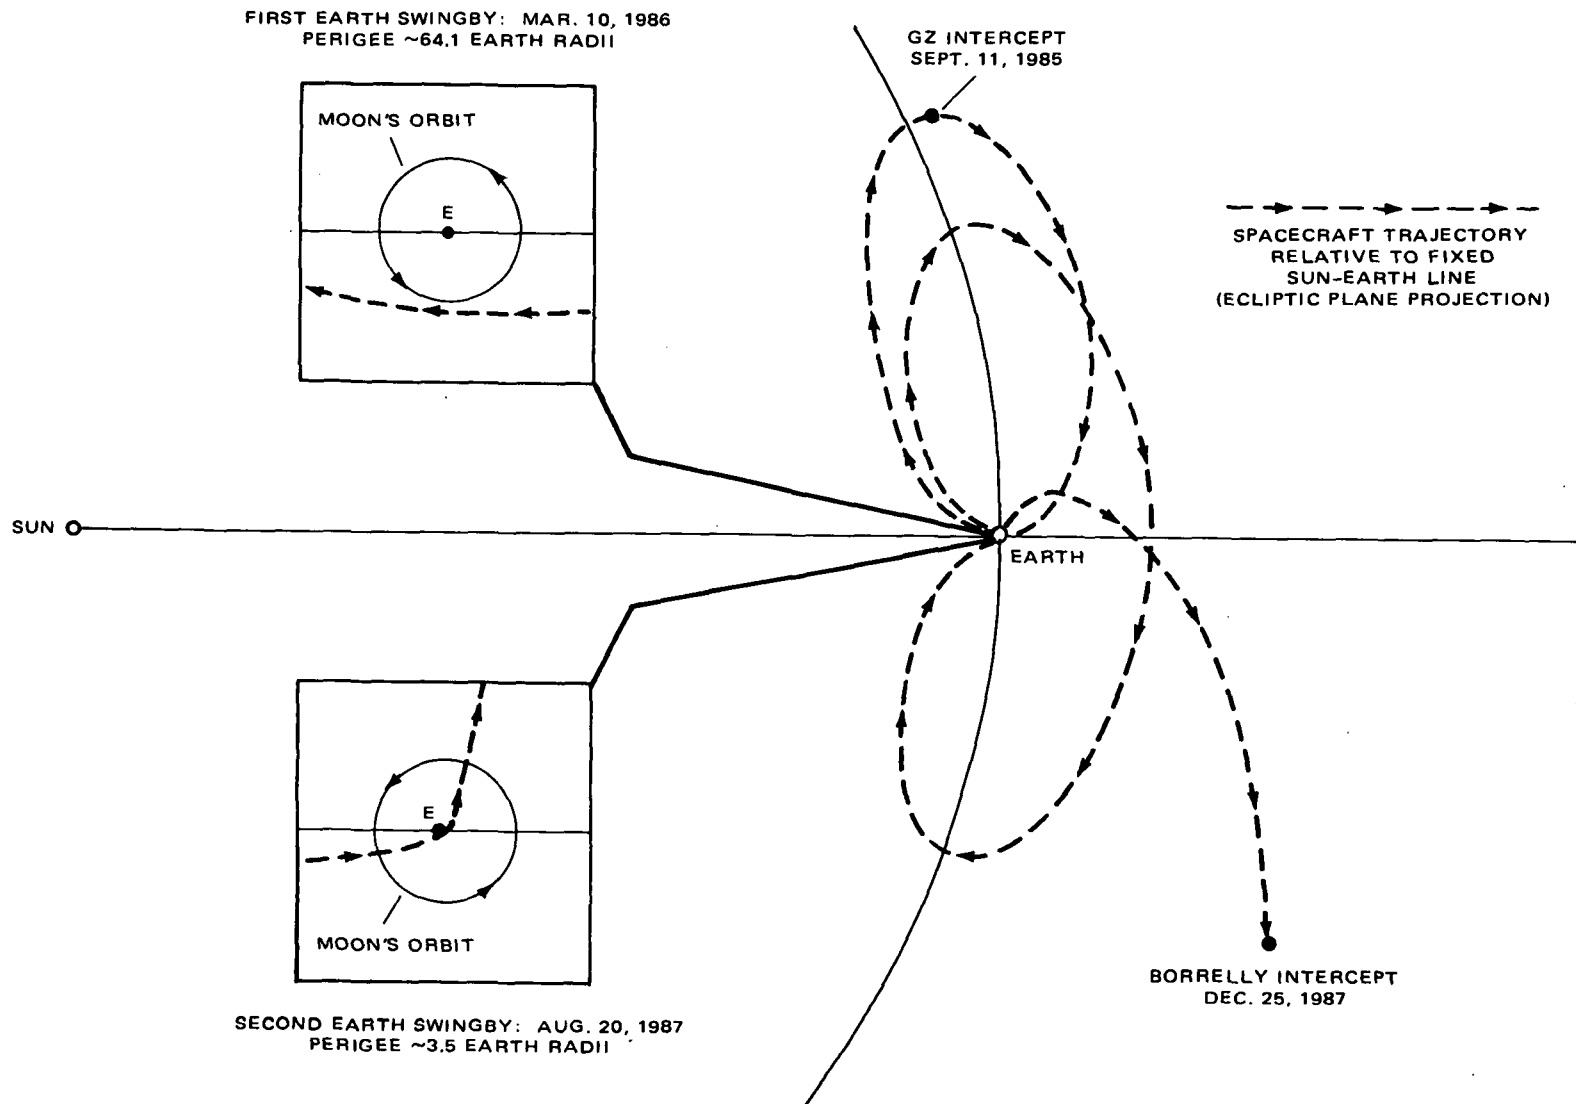 FIRST EARTH SWINGBY: MAR. 10, 1986
PERIGEE ~64.1 EARTH RADII
MOON'S ORBIT
E
GZ INTERCEPT
SEPT. 11, 1985
SPACECRAFT TRAJECTORY
RELATIVE TO FIXED
SUN-EARTH LINE
(ECLIPTIC PLANE PROJECTION)
SUN
EARTH
E
MOON'S ORBIT
SECOND EARTH SWINGBY: AUG. 20, 1987
PERIGEE ~3.5 EARTH RADII
BORRELLY INTERCEPT
DEC. 25, 1987